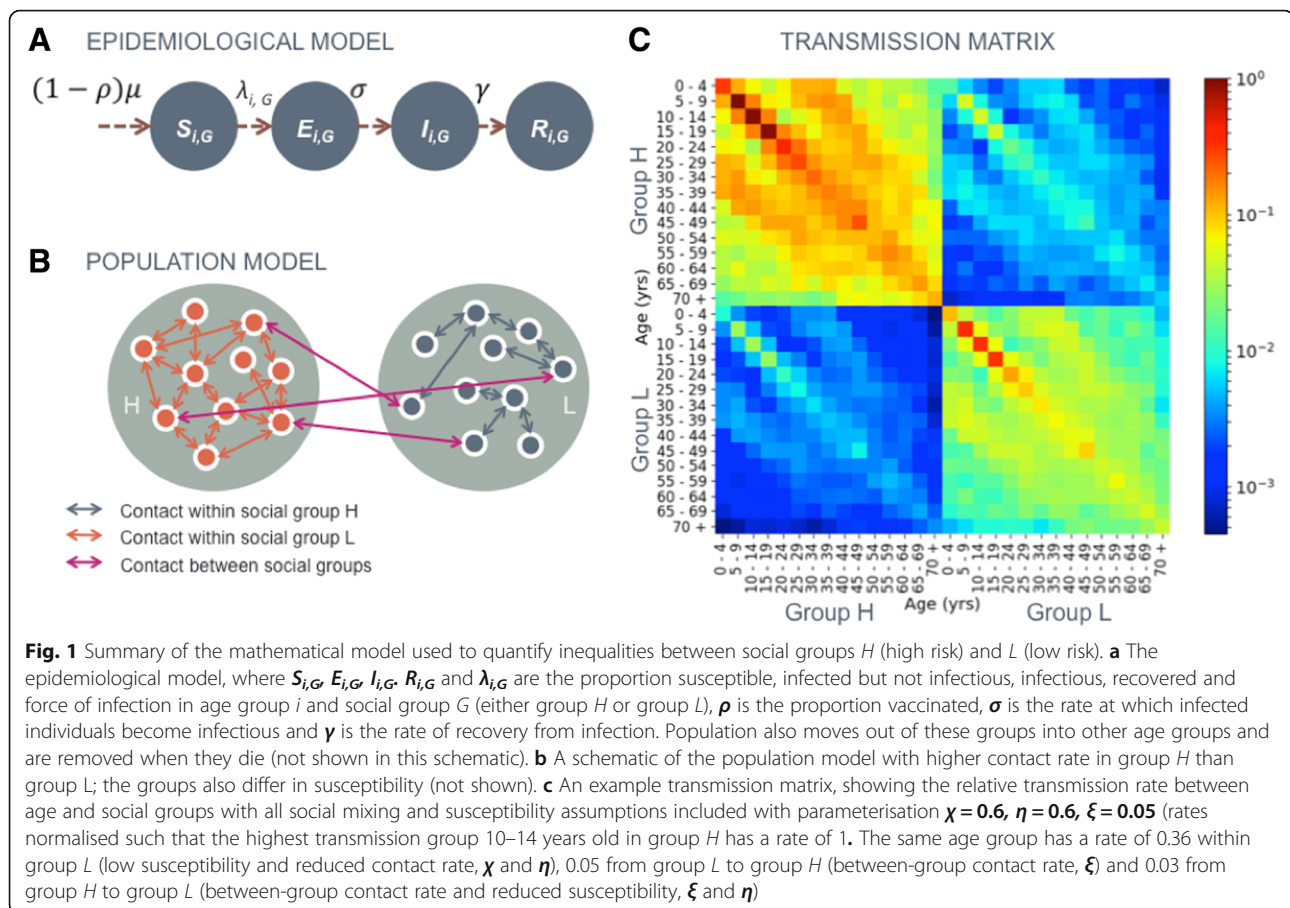 A EPIDEMIOLOGICAL MODEL
(1 − ρ)μ
λi, G
σ
γ
Si,G
Ei,G
Ii,G
Ri,G
B POPULATION MODEL
H
L
Contact within social group H
Contact within social group L
Contact between social groups
C TRANSMISSION MATRIX
Group H
Group L
Age (yrs)
0 - 4
5 - 9
10 - 14
15 - 19
20 - 24
25 - 29
30 - 34
35 - 39
40 - 44
45 - 49
50 - 54
55 - 59
60 - 64
65 - 69
70 +
0 - 4
5 - 9
10 - 14
15 - 19
20 - 24
25 - 29
30 - 34
35 - 39
40 - 44
45 - 49
50 - 54
55 - 59
60 - 64
65 - 69
70 +
0 - 4
5 - 9
10 - 14
15 - 19
20 - 24
25 - 29
30 - 34
35 - 39
40 - 44
45 - 49
50 - 54
55 - 59
60 - 64
65 - 69
70 +
0 - 4
5 - 9
10 - 14
15 - 19
20 - 24
25 - 29
30 - 34
35 - 39
40 - 44
45 - 49
50 - 54
55 - 59
60 - 64
65 - 69
70 +
Group H Age (yrs) Group L
10⁰
10⁻¹
10⁻²
10⁻³
Fig. 1 Summary of the mathematical model used to quantify inequalities between social groups H (high risk) and L (low risk). a The
epidemiological model, where Si,G, Ei,G, Ii,G. Ri,G and λi,G are the proportion susceptible, infected but not infectious, infectious, recovered and
force of infection in age group i and social group G (either group H or group L), ρ is the proportion vaccinated, σ is the rate at which infected
individuals become infectious and γ is the rate of recovery from infection. Population also moves out of these groups into other age groups and
are removed when they die (not shown in this schematic). b A schematic of the population model with higher contact rate in group H than
group L; the groups also differ in susceptibility (not shown). c An example transmission matrix, showing the relative transmission rate between
age and social groups with all social mixing and susceptibility assumptions included with parameterisation χ = 0.6, η = 0.6, ξ = 0.05 (rates
normalised such that the highest transmission group 10–14 years old in group H has a rate of 1. The same age group has a rate of 0.36 within
group L (low susceptibility and reduced contact rate, χ and η), 0.05 from group L to group H (between-group contact rate, ξ) and 0.03 from
group H to group L (between-group contact rate and reduced susceptibility, ξ and η)